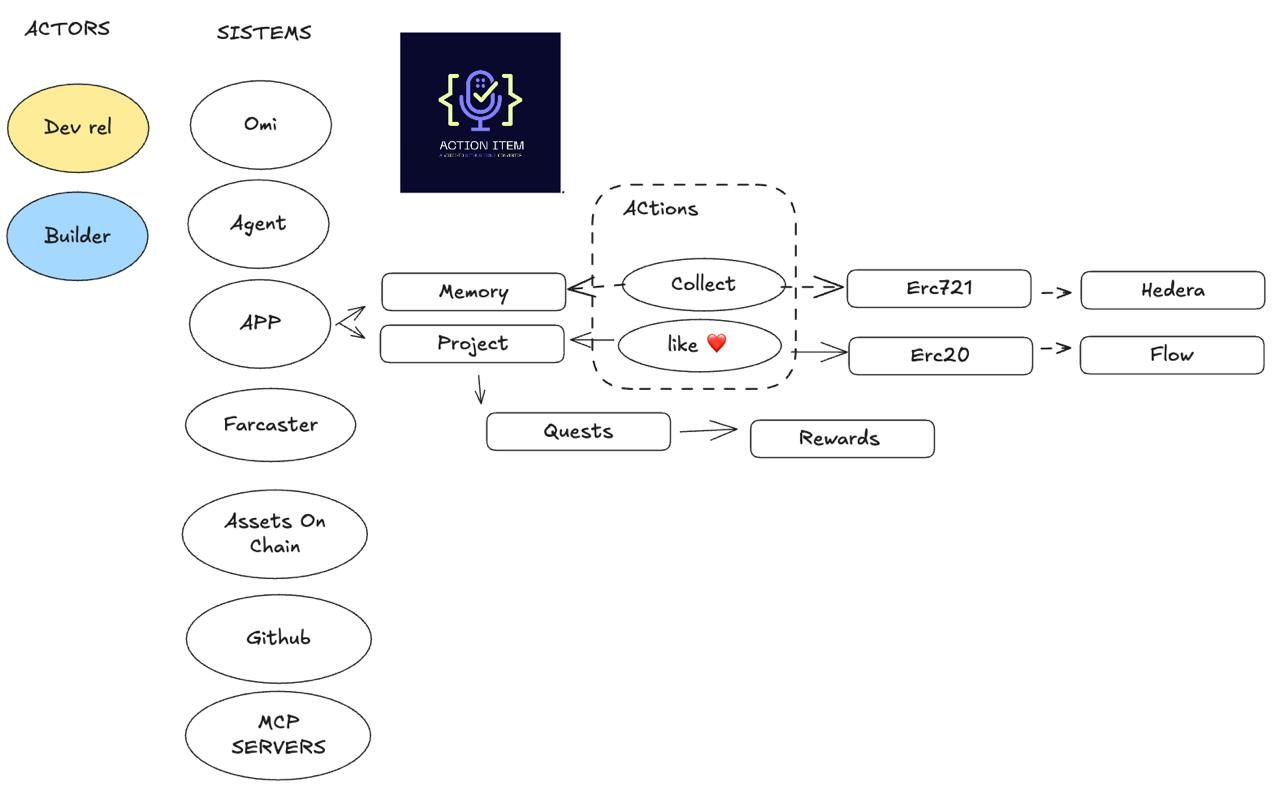 ACTORS
SISTEMS
Dev rel
Builder
Omi
Agent
APP
Farcaster
Assets On
Chain
Github
MCP
SERVERS
ACTION ITEM
Memory
Project
ACtions
Collect
like ❤️
Erc721
Hedera
Erc20
Flow
Quests
Rewards